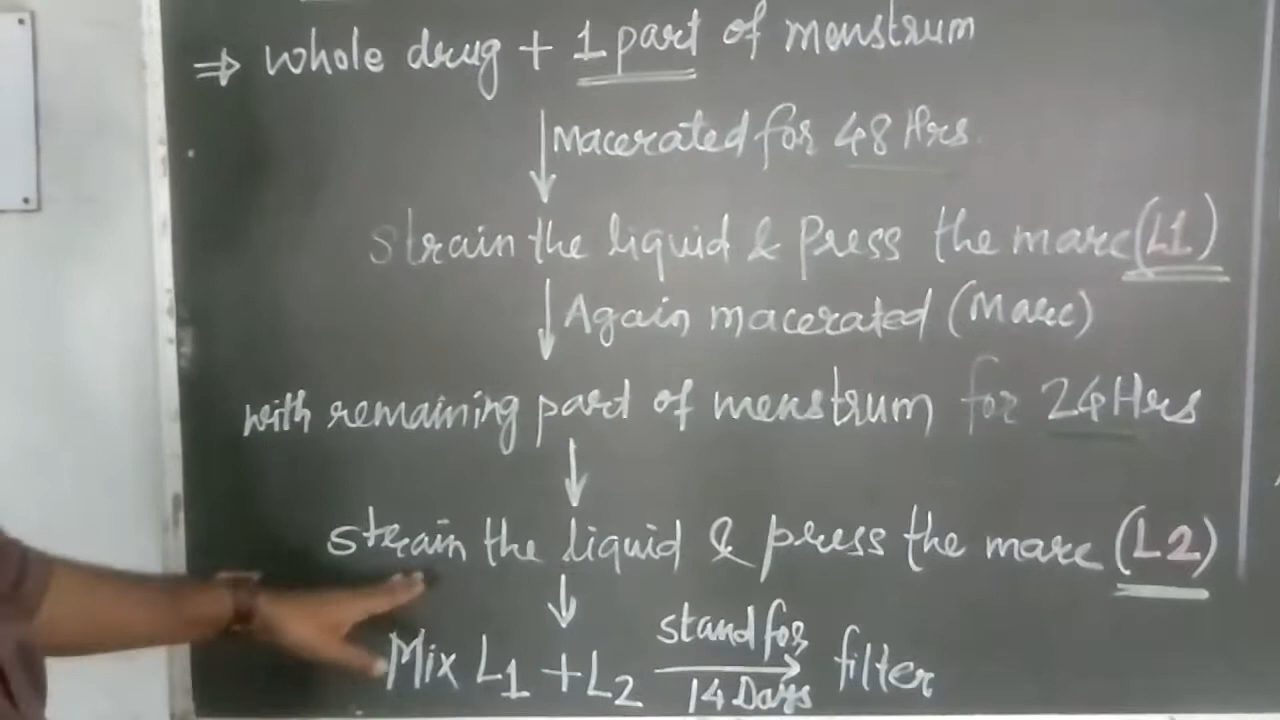 ⇒ Whole drug + 1 part of menstrum
Macerated for 48 Hrs.
Strain the liquid & Press the marc (L1)
Again macerated (Marc)
with remaining part of menstrum for 24 Hrs
Strain the liquid & press the marc (L2)
Mix L1 + L2 stand for 14 Days filter